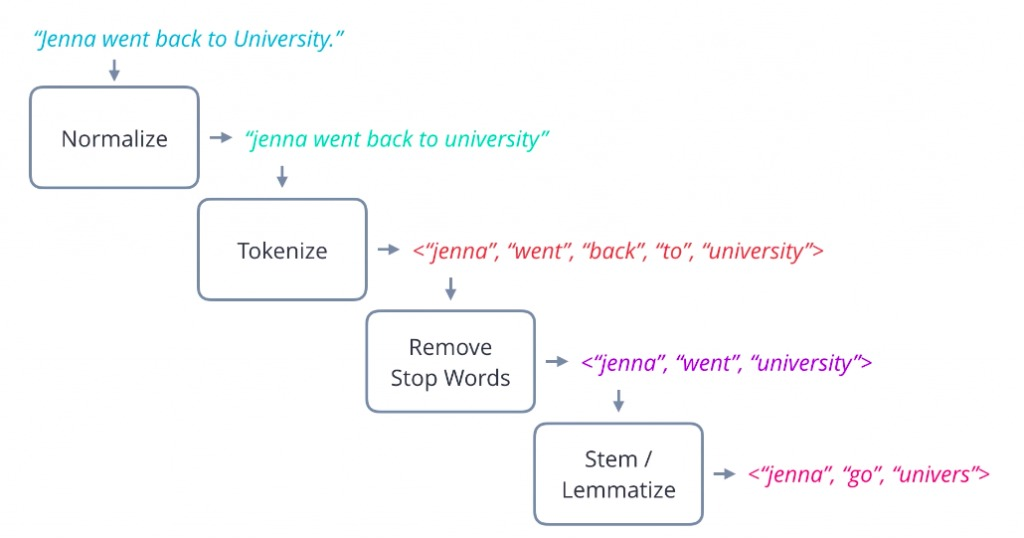 “Jenna went back to University.”
Normalize
“jenna went back to university”
Tokenize
<“jenna”, “went”, “back”, “to”, “university”>
Remove
Stop Words
<“jenna”, “went”, “university”>
Stem /
Lemmatize
<“jenna”, “go”, “univers”>